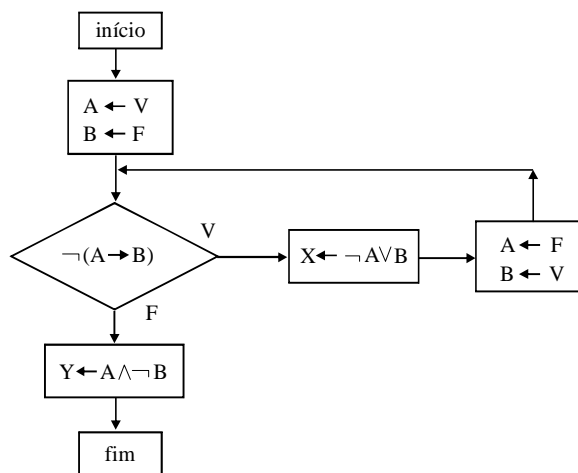 início
A ← V
B ← F
¬(A→B)
V
X← ¬A∨B
A ← F
B ← V
F
Y←A∧¬B
fim